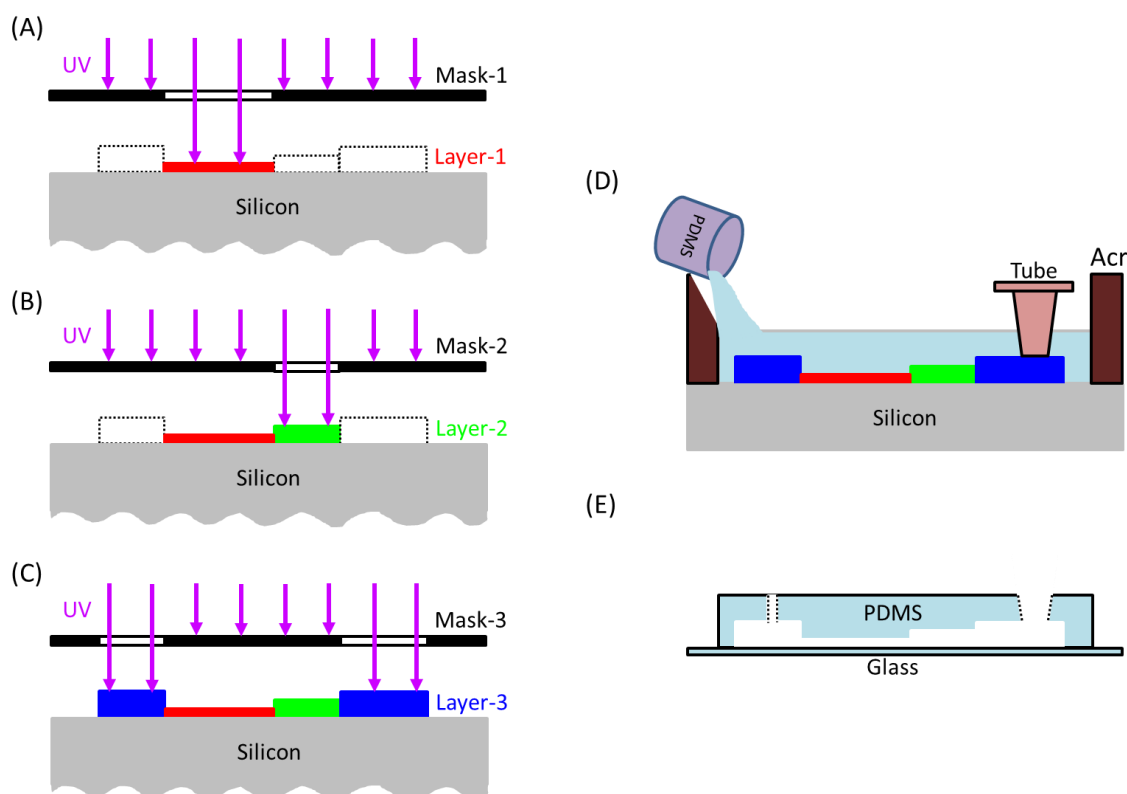 (A)
UV
Mask-1
Layer-1
Silicon
(B)
UV
Mask-2
Layer-2
Silicon
(C)
UV
Mask-3
Layer-3
Silicon
(D)
PDMS
Tube
Acr
Silicon
(E)
PDMS
Glass